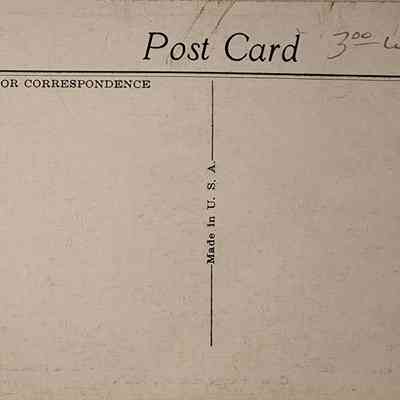 Post Card 3.00
OR CORRESPONDENCE
Made in U. S. A.